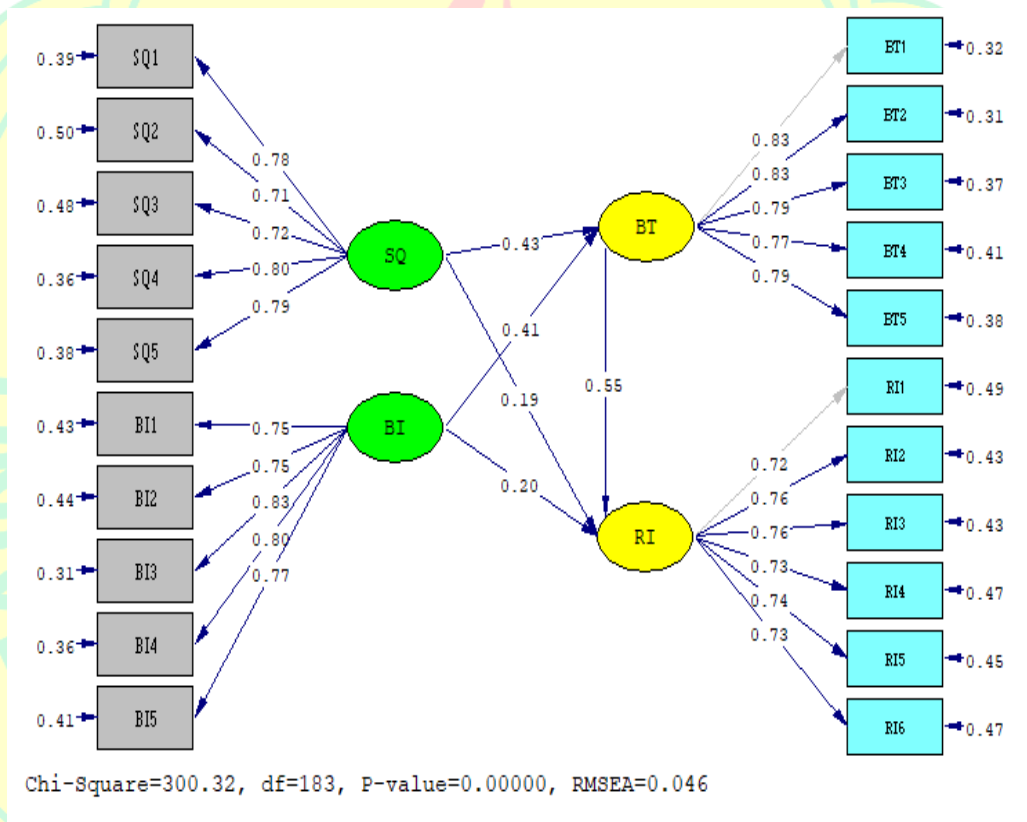 0.39 SQ1
0.50 SQ2
0.48 SQ3
0.36 SQ4
0.38 SQ5
0.43 BI1
0.44 BI2
0.31 BI3
0.36 BI4
0.41 BI5
0.78
0.71
0.72
0.80
0.79
0.75
0.75
0.83
0.80
0.77
SQ
BI
0.43
0.41
0.19
0.20
0.55
BT
RI
0.83
0.83
0.79
0.77
0.79
0.72
0.76
0.76
0.73
0.74
0.73
BT1 0.32
BT2 0.31
BT3 0.37
BT4 0.41
BT5 0.38
RI1 0.49
RI2 0.43
RI3 0.43
RI4 0.47
RI5 0.45
RI6 0.47
Chi-Square=300.32, df=183, P-value=0.00000, RMSEA=0.046